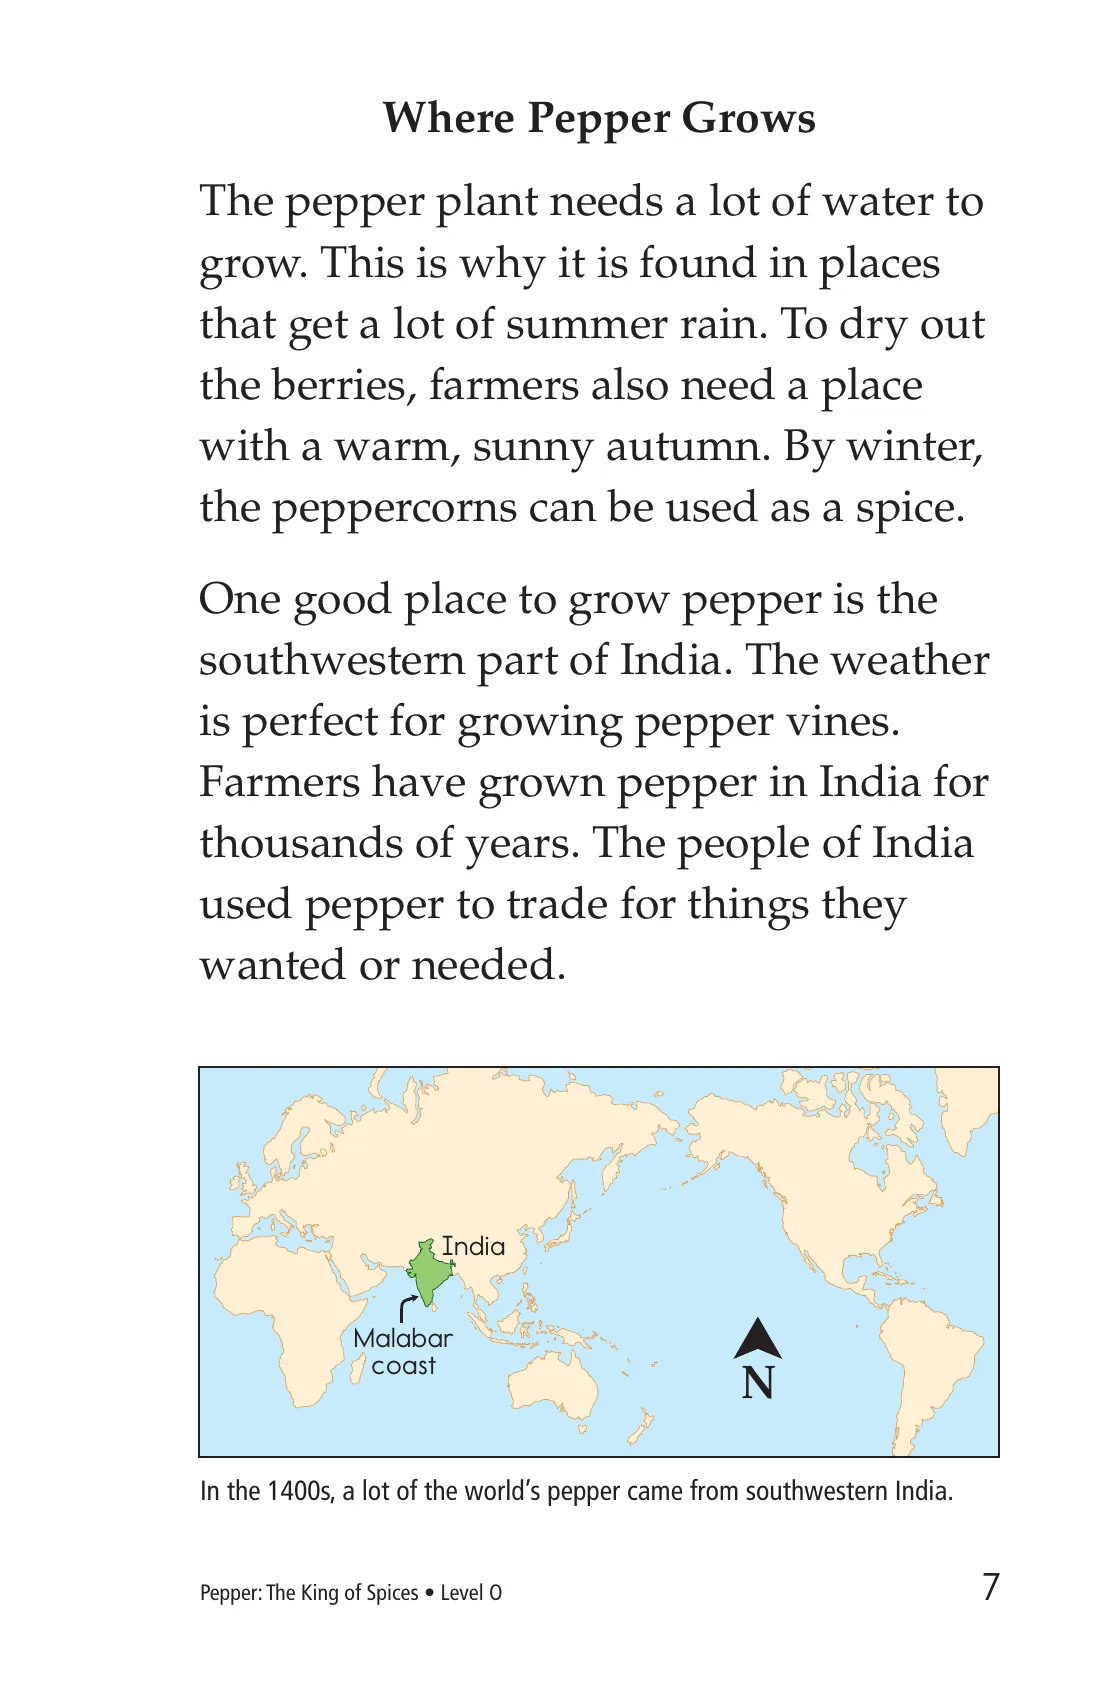 Where Pepper Grows
The pepper plant needs a lot of water to
grow. This is why it is found in places
that get a lot of summer rain. To dry out
the berries, farmers also need a place
with a warm, sunny autumn. By winter,
the peppercorns can be used as a spice.
One good place to grow pepper is the
southwestern part of India. The weather
is perfect for growing pepper vines.
Farmers have grown pepper in India for
thousands of years. The people of India
used pepper to trade for things they
wanted or needed.
India
Malabar
coast
N
In the 1400s, a lot of the world’s pepper came from southwestern India.
Pepper: The King of Spices • Level O
7